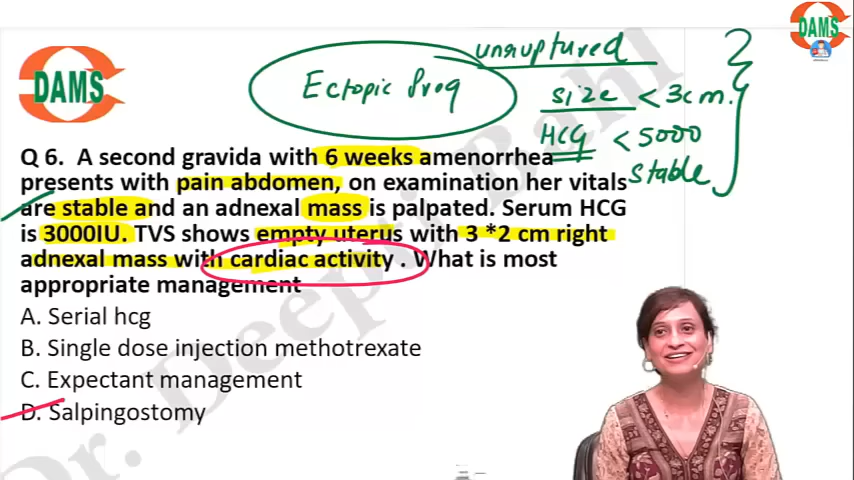 unruptured
DAMS
DAMS
Ectopic Preg
size < 3cm.
HCG < 5000
stable
Q 6. A second gravida with 6 weeks amenorrhea
presents with pain abdomen, on examination her vitals
are stable and an adnexal mass is palpated. Serum HCG
is 3000IU. TVS shows empty uterus with 3 *2 cm right
adnexal mass with cardiac activity . What is most
appropriate management
A. Serial hcg
B. Single dose injection methotrexate
C. Expectant management
D. Salpingostomy
Dr. Deepti Bahl